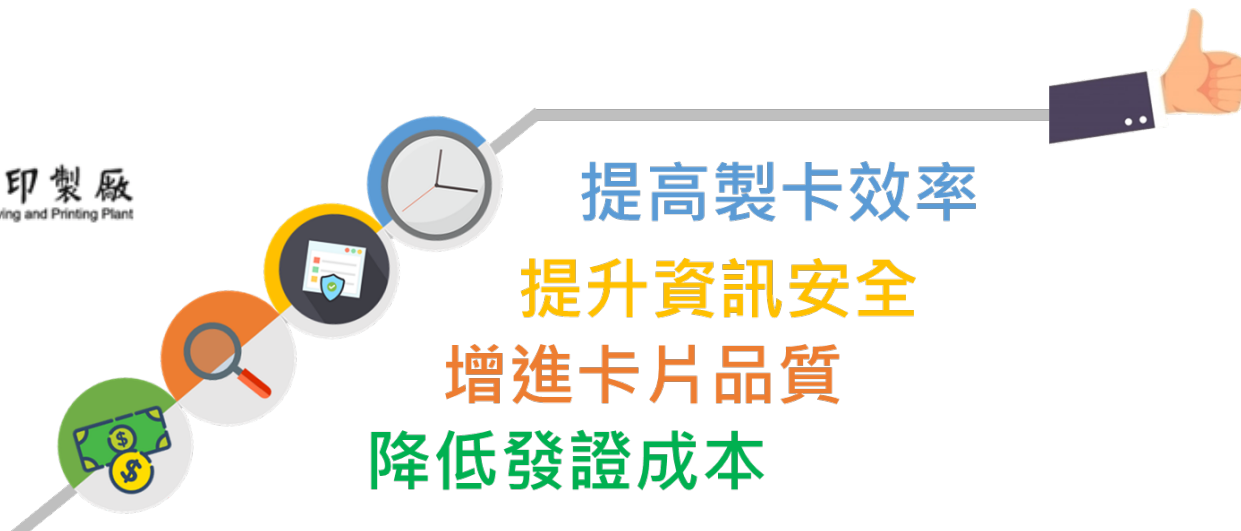 印製廠
ving and Printing Plant
提高製卡效率
提升資訊安全
增進卡片品質
降低發證成本